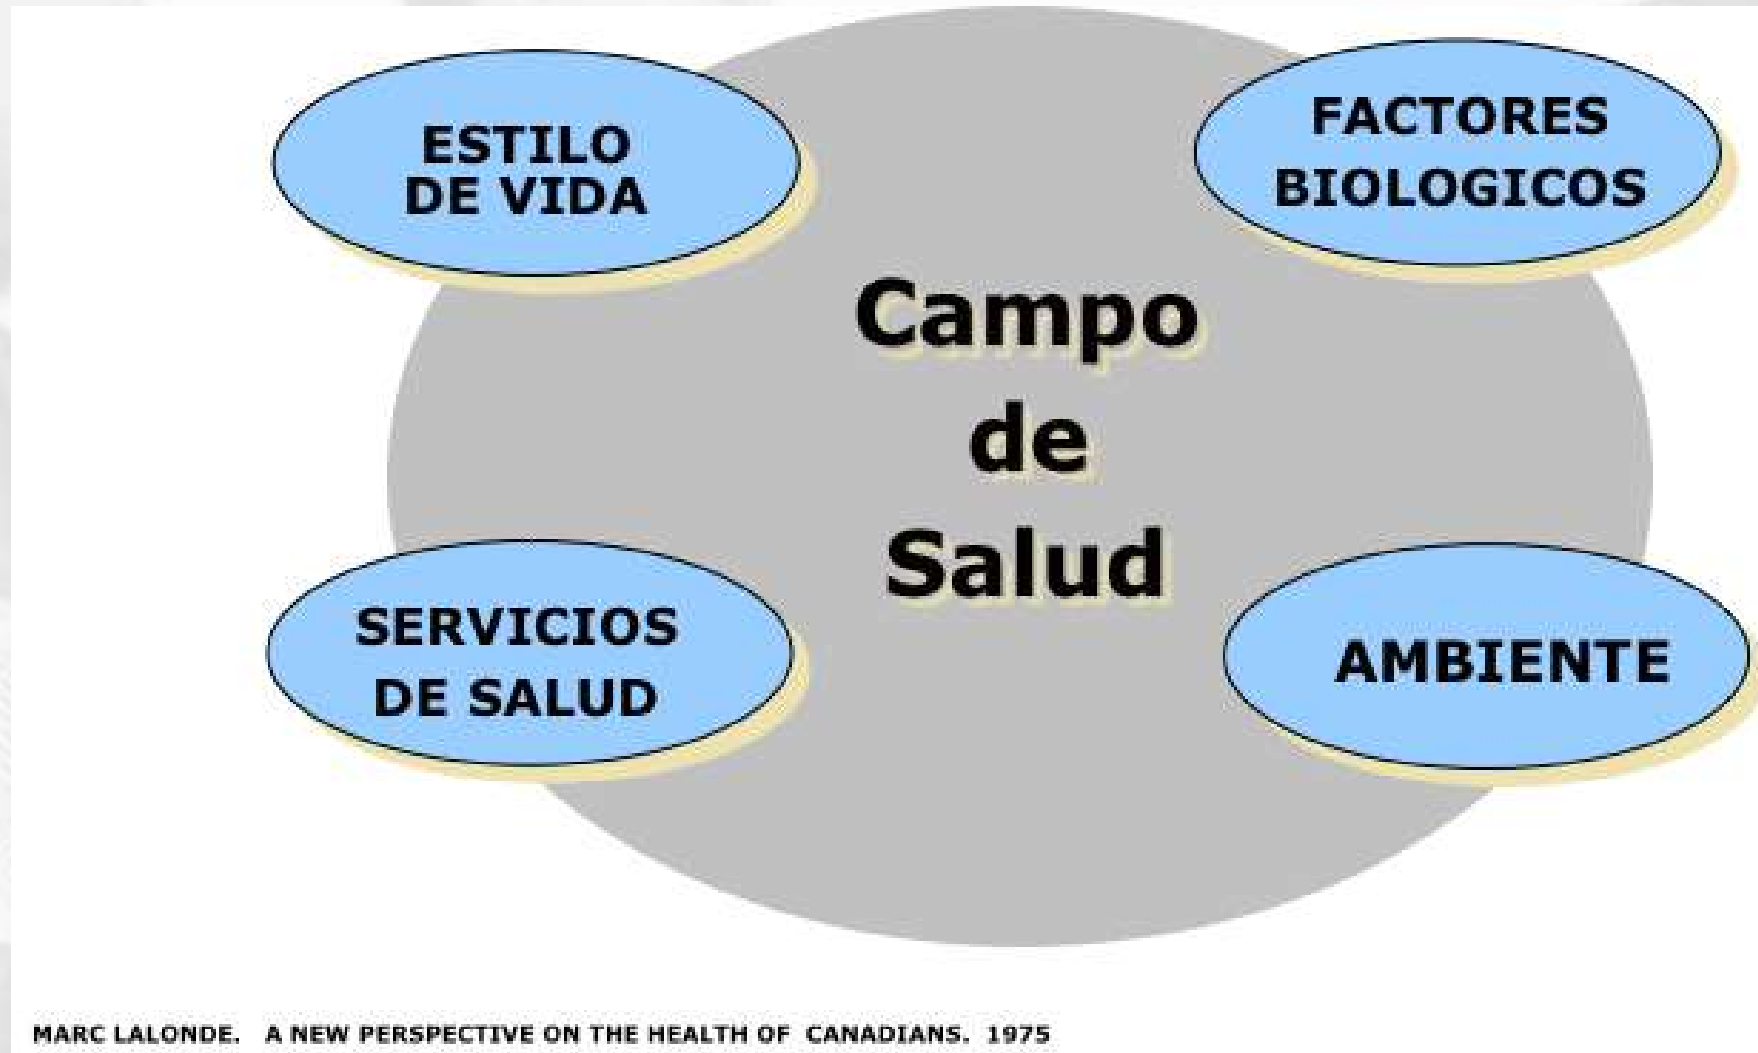 ESTILO
DE VIDA
FACTORES
BIOLOGICOS
Campo
de
Salud
SERVICIOS
DE SALUD
AMBIENTE
MARC LALONDE. A NEW PERSPECTIVE ON THE HEALTH OF CANADIANS. 1975